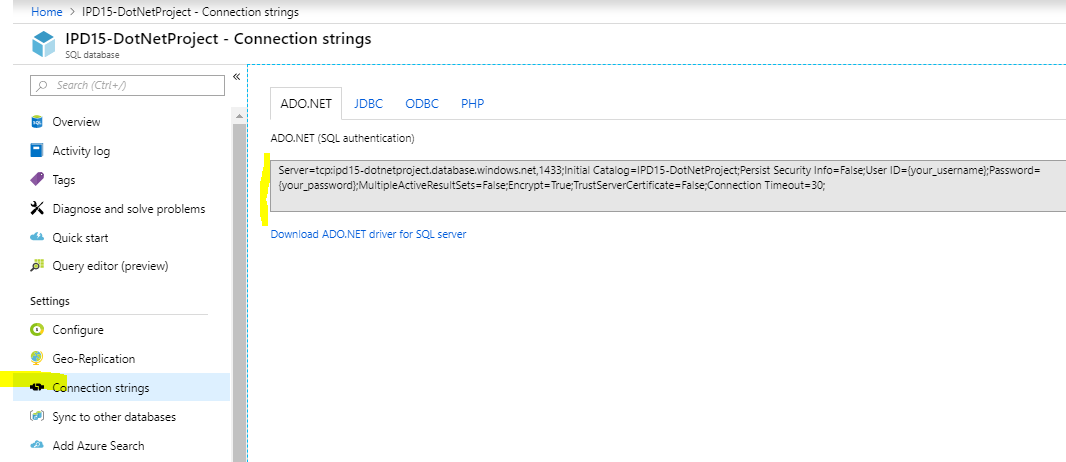 Home > IPD15-DotNetProject - Connection strings
IPD15-DotNetProject - Connection strings
SQL database
Search (Ctrl+/)
«
Overview
Activity log
Tags
Diagnose and solve problems
Quick start
Query editor (preview)
Settings
Configure
Geo-Replication
Connection strings
Sync to other databases
Add Azure Search
ADO.NET JDBC ODBC PHP
ADO.NET (SQL authentication)
Server=tcp:ipd15-dotnetproject.database.windows.net,1433;Initial Catalog=IPD15-DotNetProject;Persist Security Info=False;User ID={your_username};Password=
{your_password};MultipleActiveResultSets=False;Encrypt=True;TrustServerCertificate=False;Connection Timeout=30;
Download ADO.NET driver for SQL server